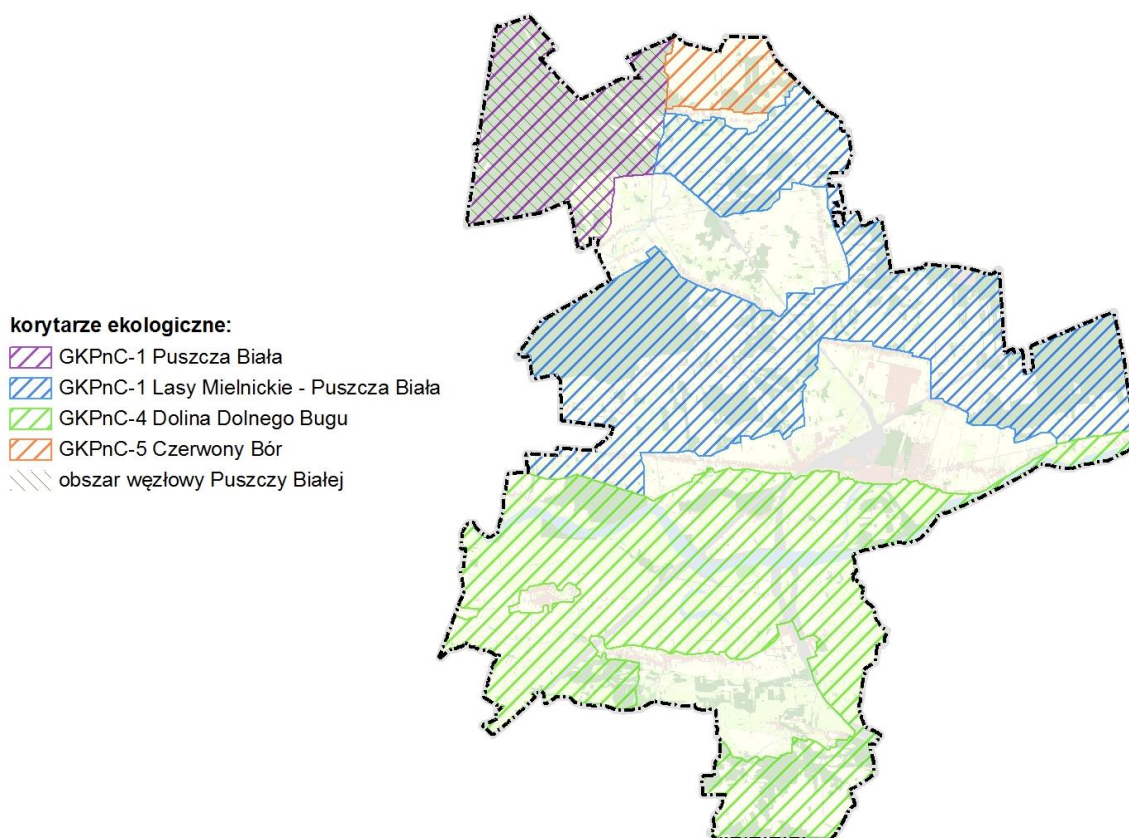 korytarze ekologiczne:
GKPnC-1 Puszcza Biała
GKPnC-1 Lasy Mielnickie - Puszcza Biała
GKPnC-4 Dolina Dolnego Bugu
GKPnC-5 Czerwony Bór
obszar węzłowy Puszczy Białej